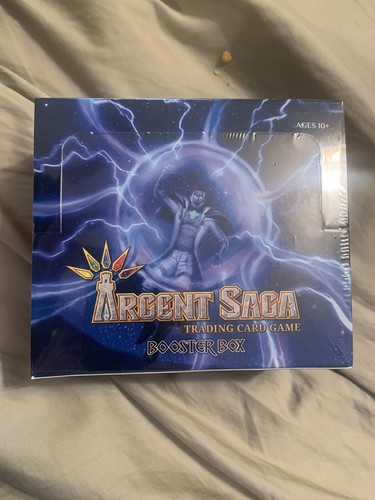 AGES 10+
ARGENT SAGA
TRADING CARD GAME
BOOSTER BOX